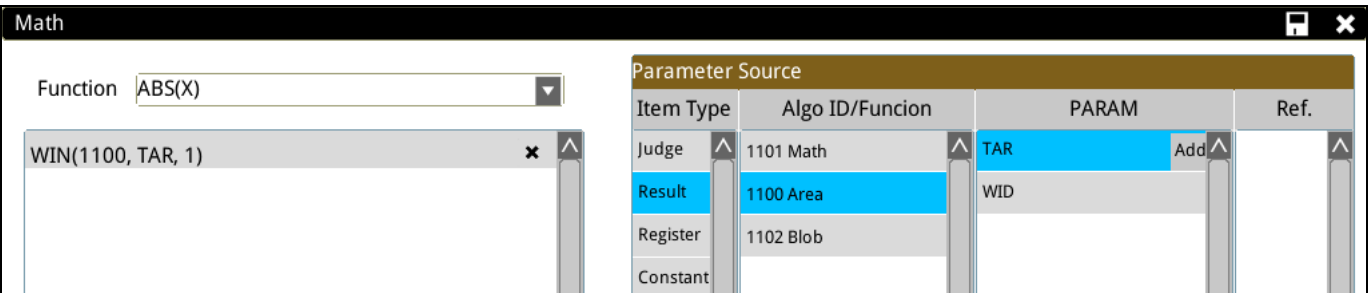 Math
Function ABS(X)
WIN(1100, TAR, 1)
Parameter Source
Item Type Algo ID/Funcion PARAM Ref.
Judge 1101 Math TAR Add
Result 1100 Area WID
Register 1102 Blob
Constant